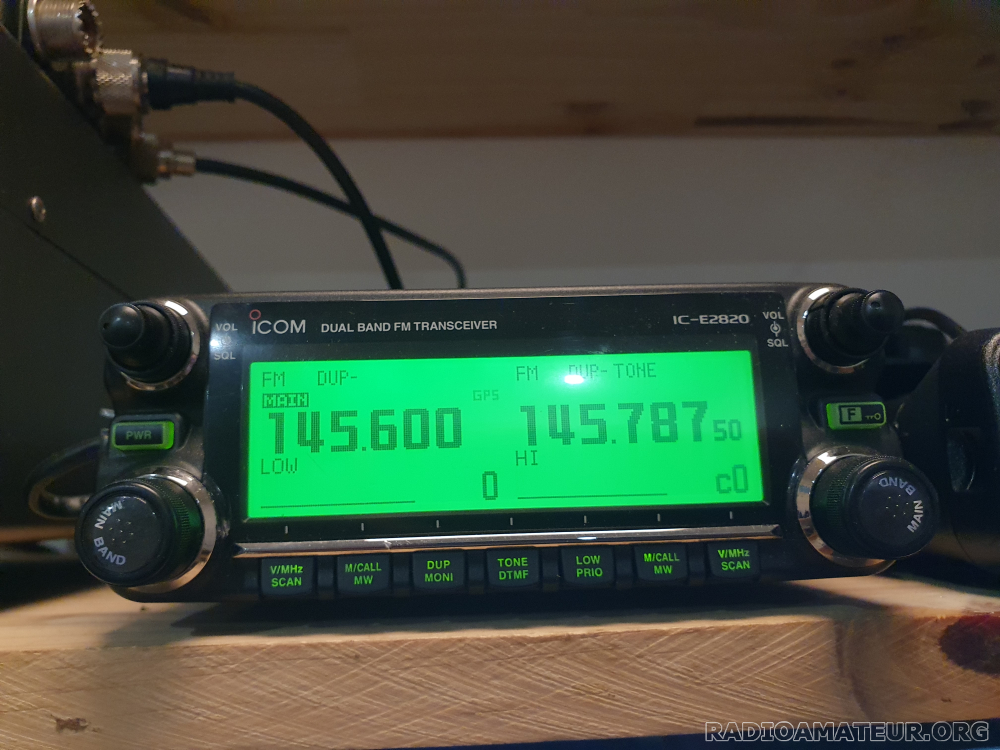 VOL
SQL
ICOM DUAL BAND FM TRANSCEIVER
IC-E2820
VOL
SQL
FM DUP-
MAIN
GPS
145.600
LOW
0
FM DUP- TONE
145.787 50
HI
c0
PWR
F
MAIN BAND
MAIN BAND
V/MHz
SCAN
M/CALL
MW
DUP
MONI
TONE
DTMF
LOW
PRIO
M/CALL
MW
V/MHz
SCAN
RADIOAMATEUR.ORG